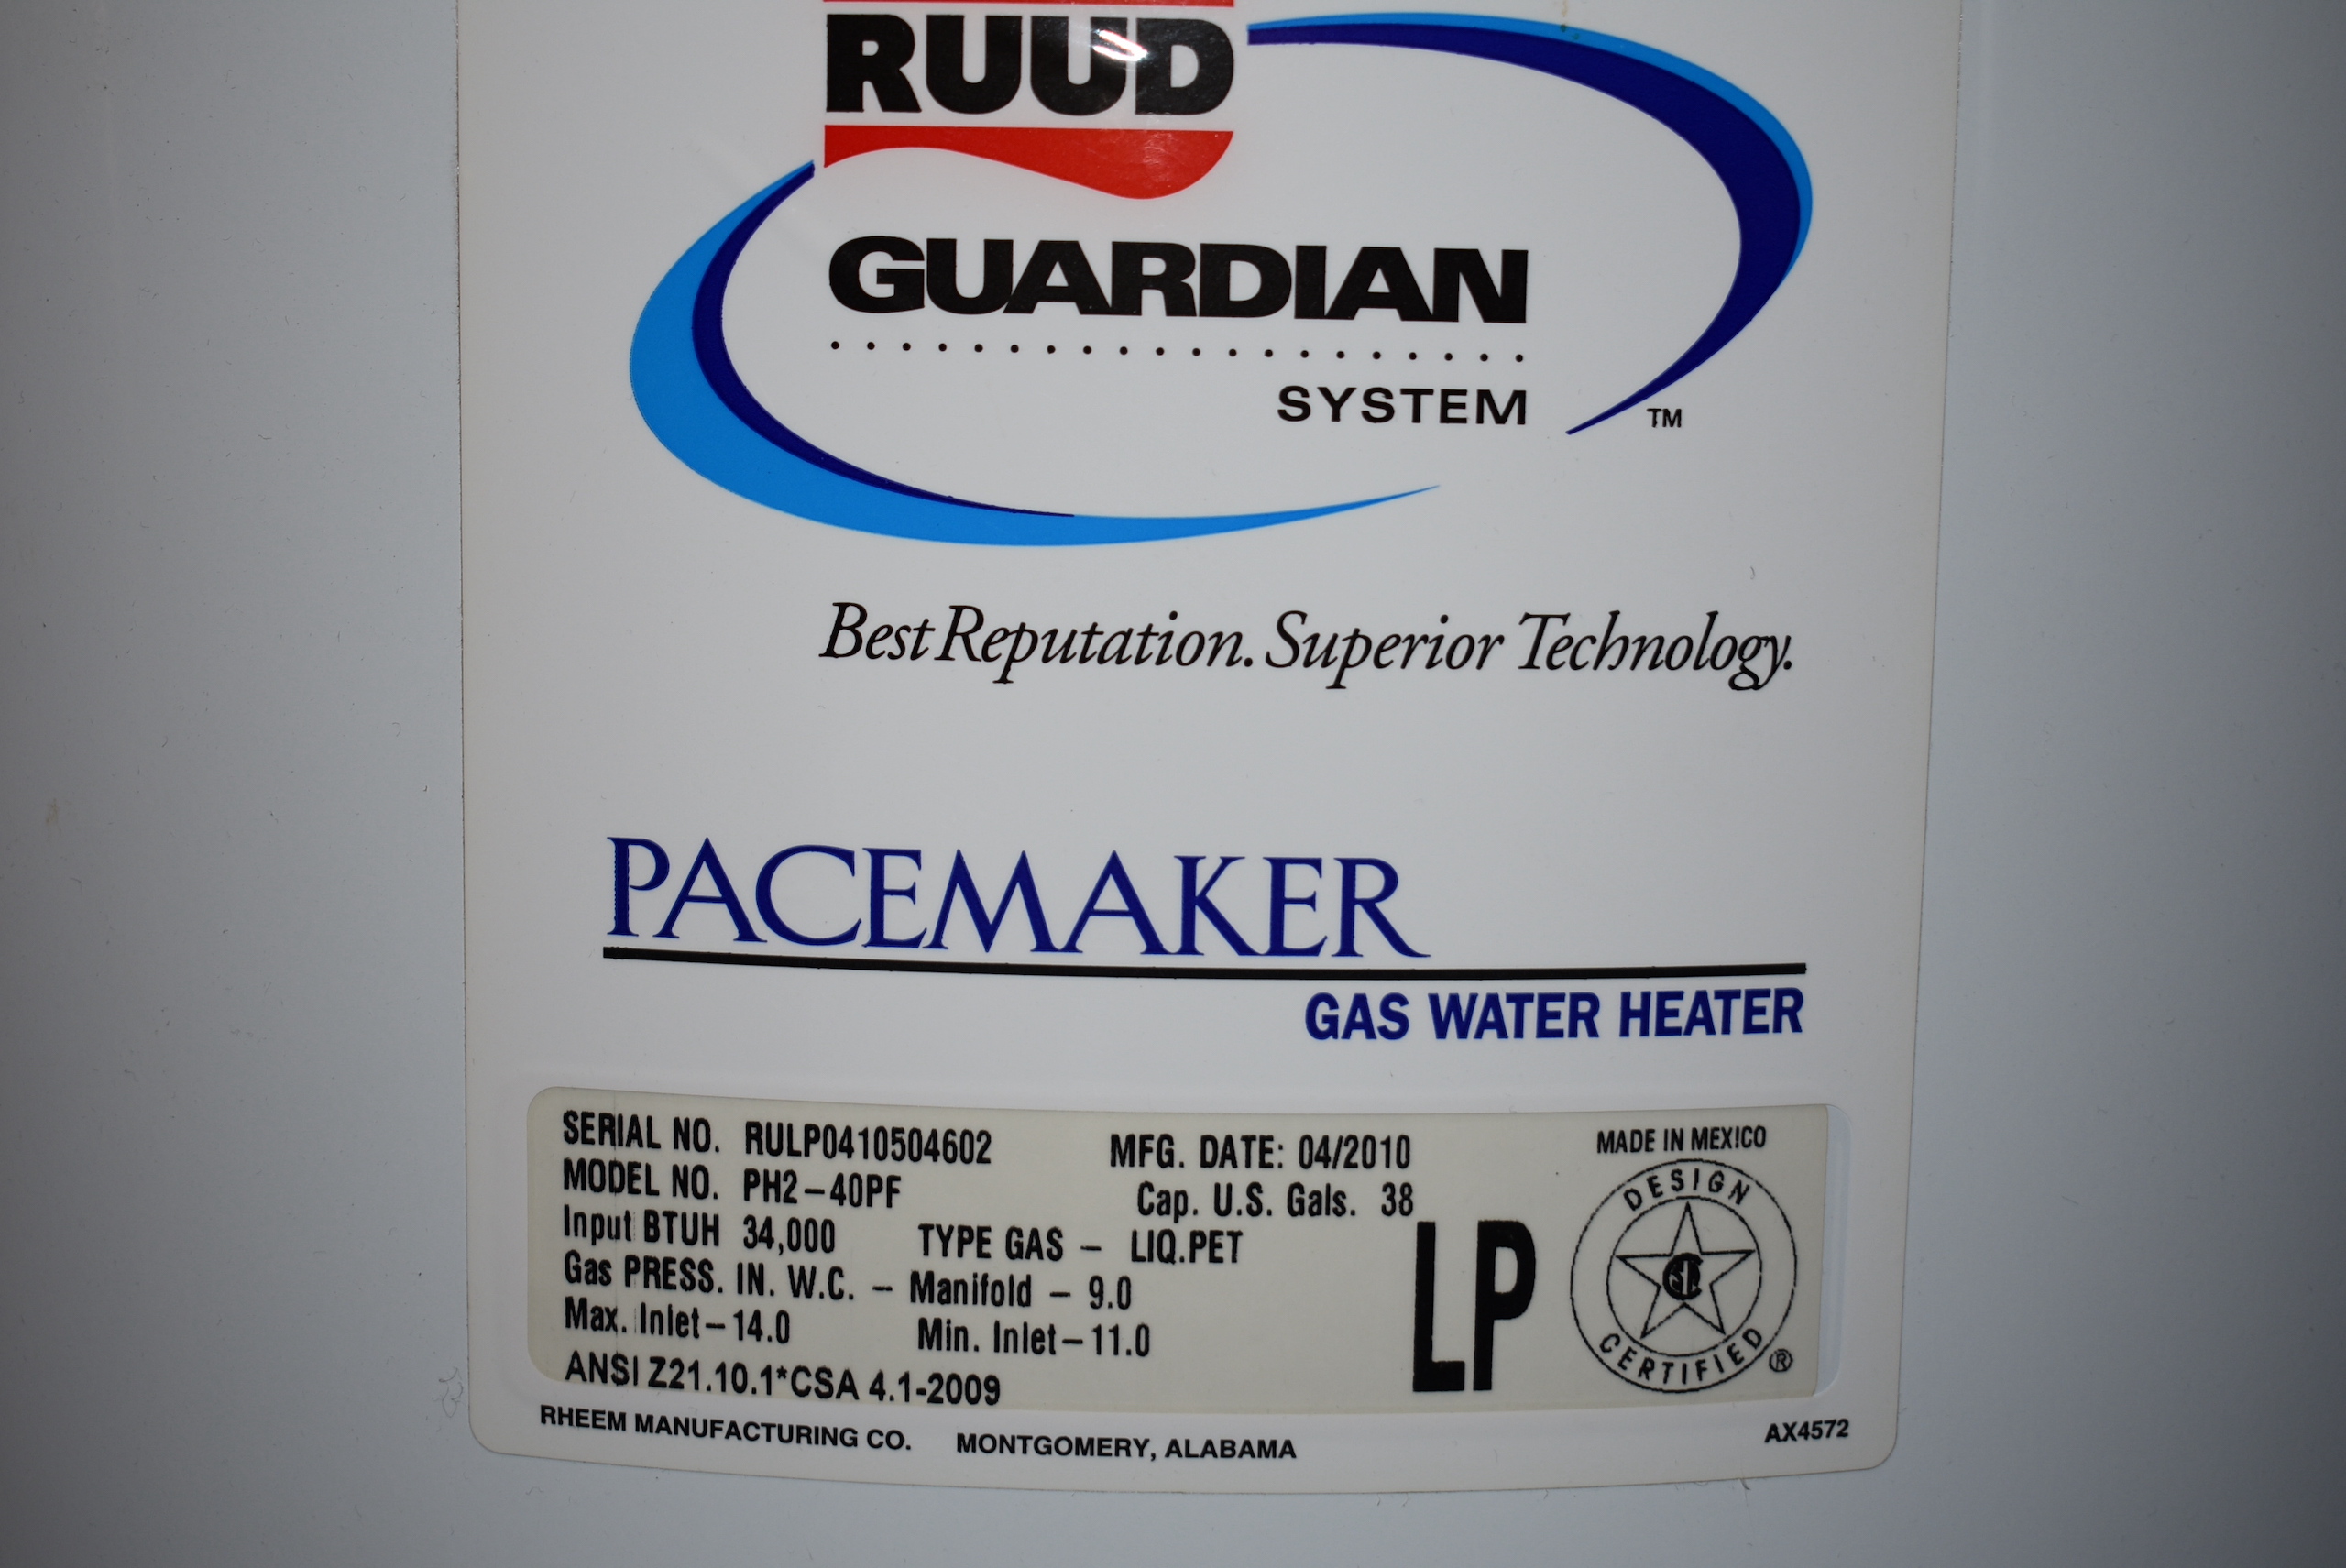 RUUD
GUARDIAN
SYSTEM
TM
Best Reputation. Superior Technology.
PACEMAKER
GAS WATER HEATER
SERIAL NO. RULP0410504602 MFG. DATE: 04/2010 MADE IN MEXICO
MODEL NO. PH2-40PF Cap. U.S. Gals. 38
Input BTUH 34,000 TYPE GAS - LIQ.PET
Gas PRESS. IN. W.C. - Manifold - 9.0
Max. Inlet-14.0 Min. Inlet-11.0
ANSI Z21.10.1*CSA 4.1-2009
LP
DESIGN
CERTIFIED
®
RHEEM MANUFACTURING CO. MONTGOMERY, ALABAMA AX4572